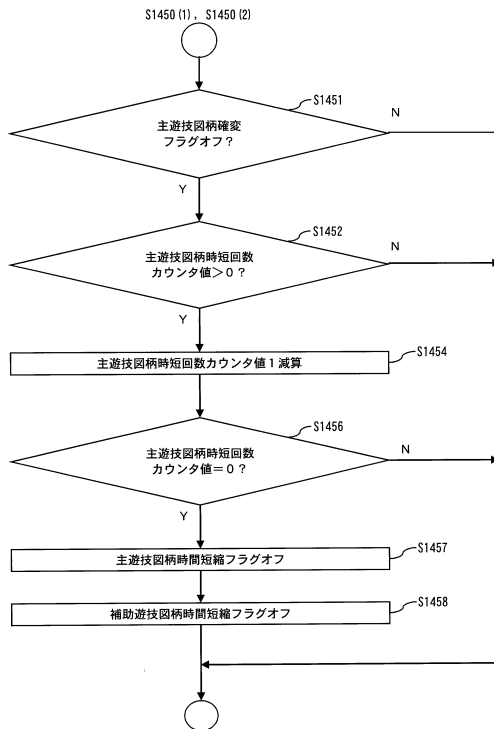 S1450(1), S1450(2)
S1451
N
主遊技図柄確変
フラグオフ?
Y
S1452
N
主遊技図柄時短回数
カウンタ値>0?
Y
S1454
主遊技図柄時短回数カウンタ値1減算
S1456
N
主遊技図柄時短回数
カウンタ値=0?
Y
S1457
主遊技図柄時間短縮フラグオフ
S1458
補助遊技図柄時間短縮フラグオフ